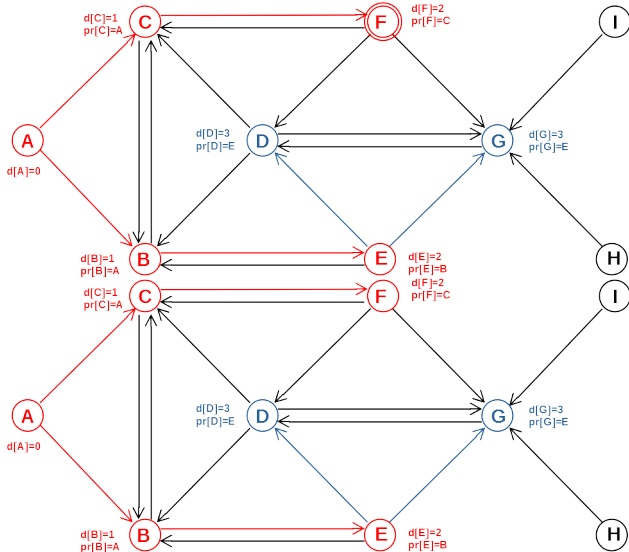 d[C]=1
pr[C]=A
C
F
d[F]=2
pr[F]=C
I
A
d[A]=0
d[D]=3
pr[D]=E
D
G
d[G]=3
pr[G]=E
d[B]=1
pr[B]=A
B
E
d[E]=2
pr[E]=B
H
d[C]=1
pr[C]=A
C
F
d[F]=2
pr[F]=C
I
A
d[A]=0
d[D]=3
pr[D]=E
D
G
d[G]=3
pr[G]=E
d[B]=1
pr[B]=A
B
E
d[E]=2
pr[E]=B
H